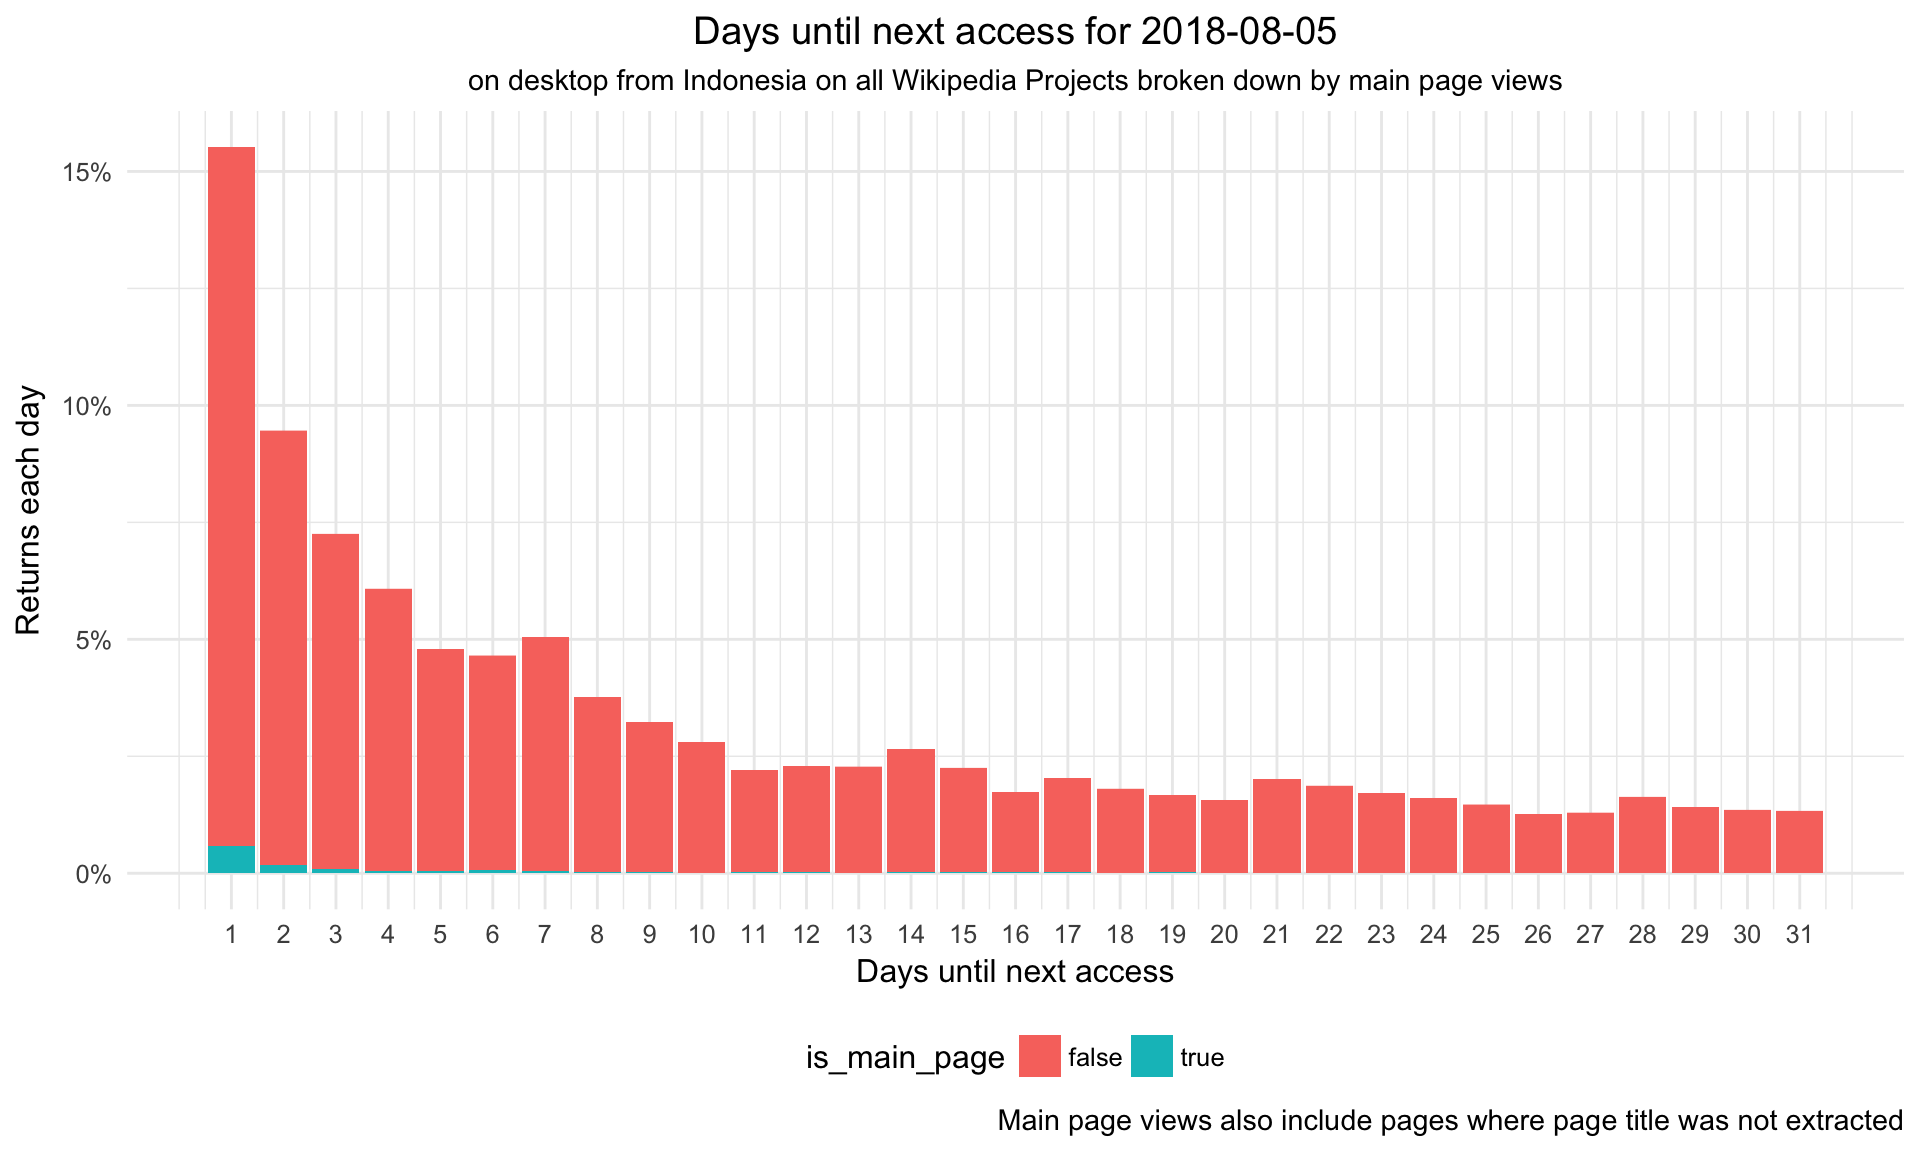 Days until next access for 2018-08-05
on desktop from Indonesia on all Wikipedia Projects broken down by main page views
Returns each day
15%
10%
5%
0%
1 2 3 4 5 6 7 8 9 10 11 12 13 14 15 16 17 18 19 20 21 22 23 24 25 26 27 28 29 30 31
Days until next access
is_main_page false true
Main page views also include pages where page title was not extracted